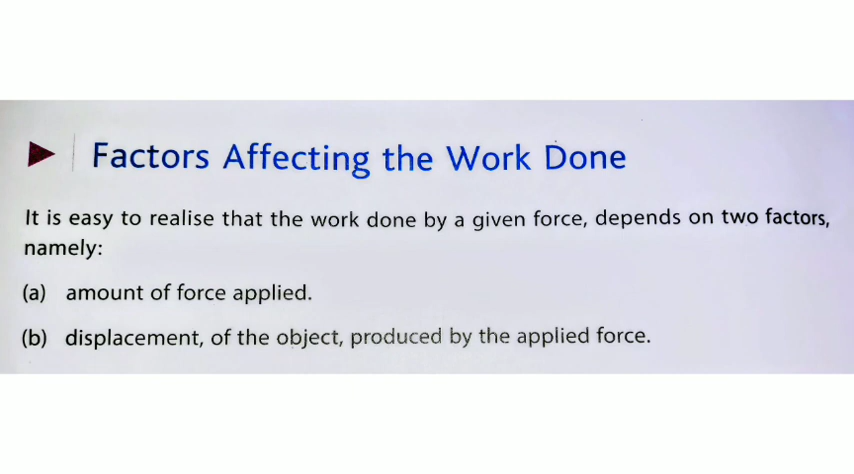 Factors Affecting the Work Done
It is easy to realise that the work done by a given force, depends on two factors,
namely:
(a) amount of force applied.
(b) displacement, of the object, produced by the applied force.